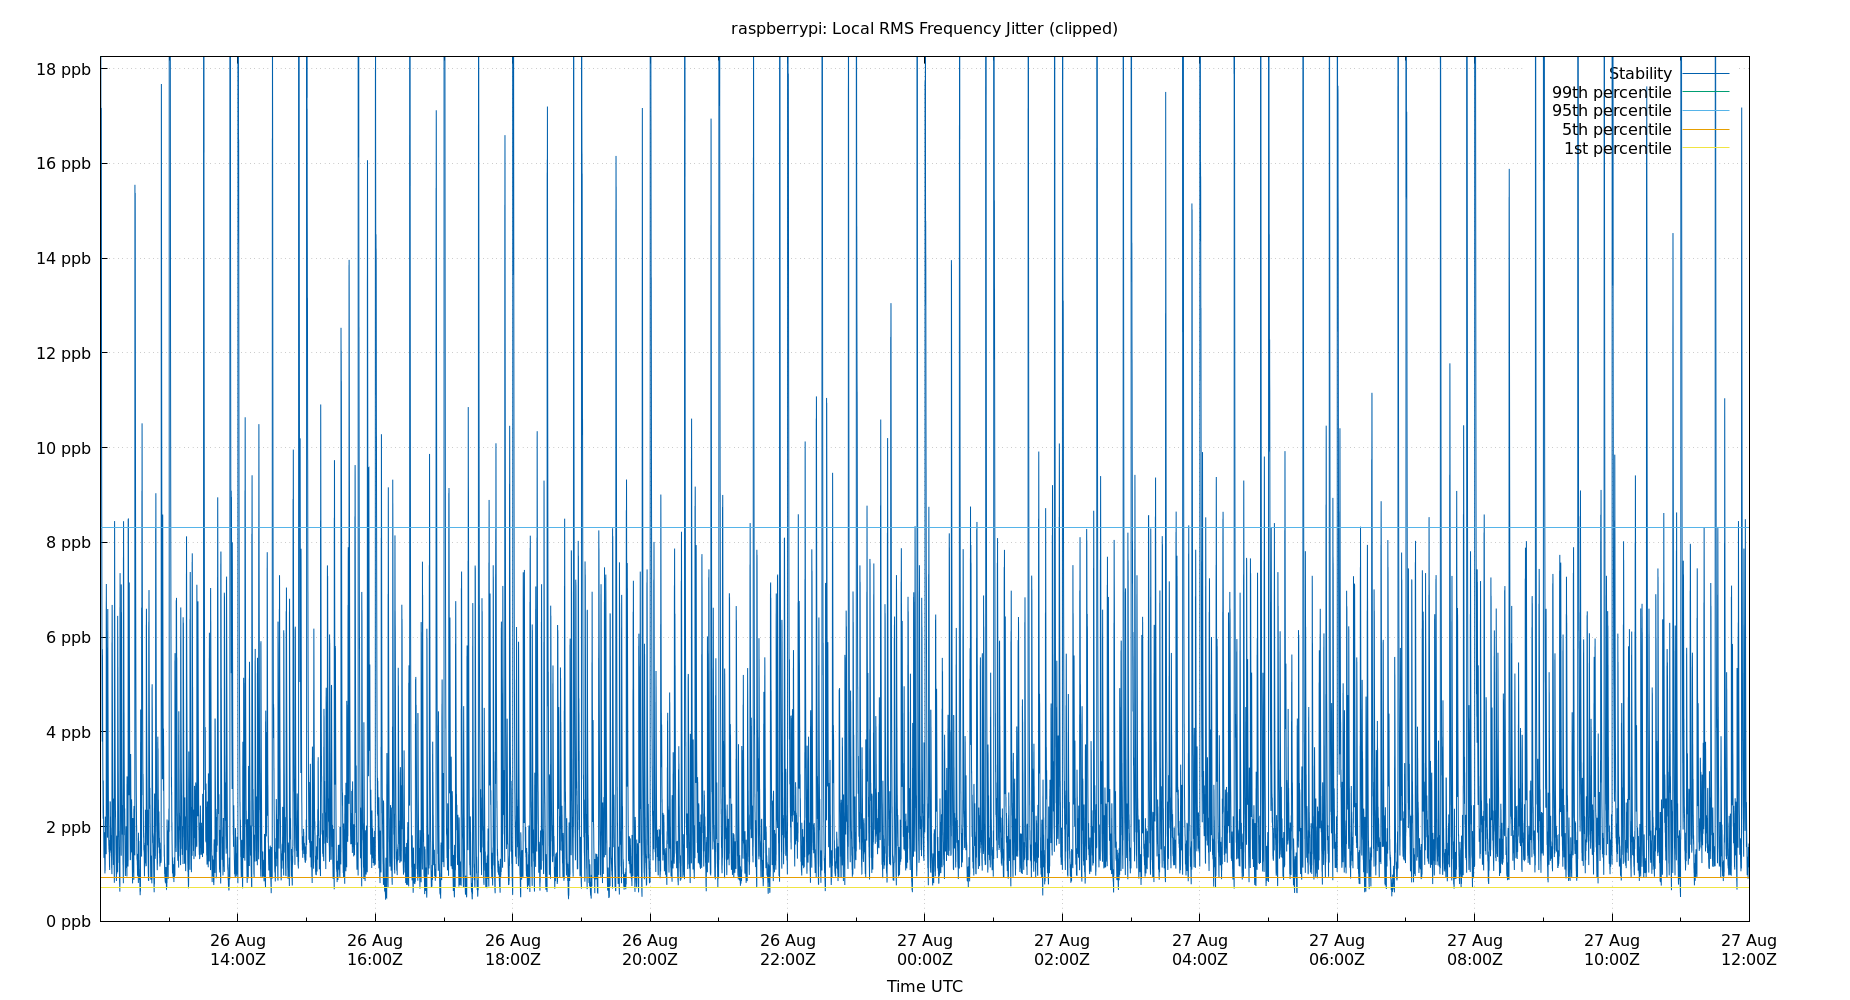 raspberrypi: Local RMS Frequency Jitter (clipped)
18 ppb
16 ppb
14 ppb
12 ppb
10 ppb
8 ppb
6 ppb
4 ppb
2 ppb
0 ppb
Stability
99th percentile
95th percentile
5th percentile
1st percentile
26 Aug 26 Aug 26 Aug 26 Aug 26 Aug 27 Aug 27 Aug 27 Aug 27 Aug 27 Aug 27 Aug 27 Aug
14:00Z 16:00Z 18:00Z 20:00Z 22:00Z 00:00Z 02:00Z 04:00Z 06:00Z 08:00Z 10:00Z 12:00Z
Time UTC